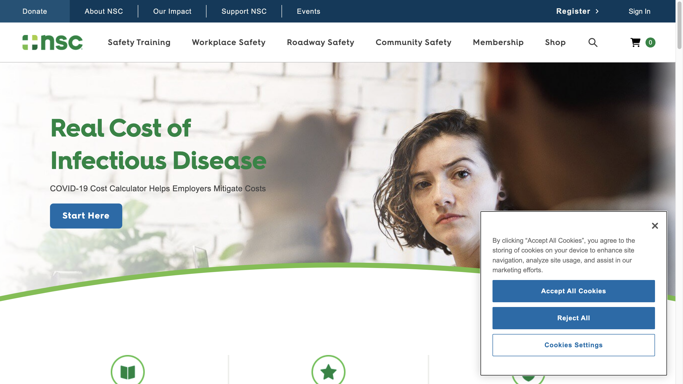 Donate
About NSC
Our Impact
Support NSC
Events
Register
Sign In
nsc
Safety Training
Workplace Safety
Roadway Safety
Community Safety
Membership
Shop
0
Real Cost of
Infectious Disease
COVID-19 Cost Calculator Helps Employers Mitigate Costs
Start Here
By clicking “Accept All Cookies”, you agree to the
storing of cookies on your device to enhance site
navigation, analyze site usage, and assist in our
marketing efforts.
Accept All Cookies
Reject All
Cookies Settings